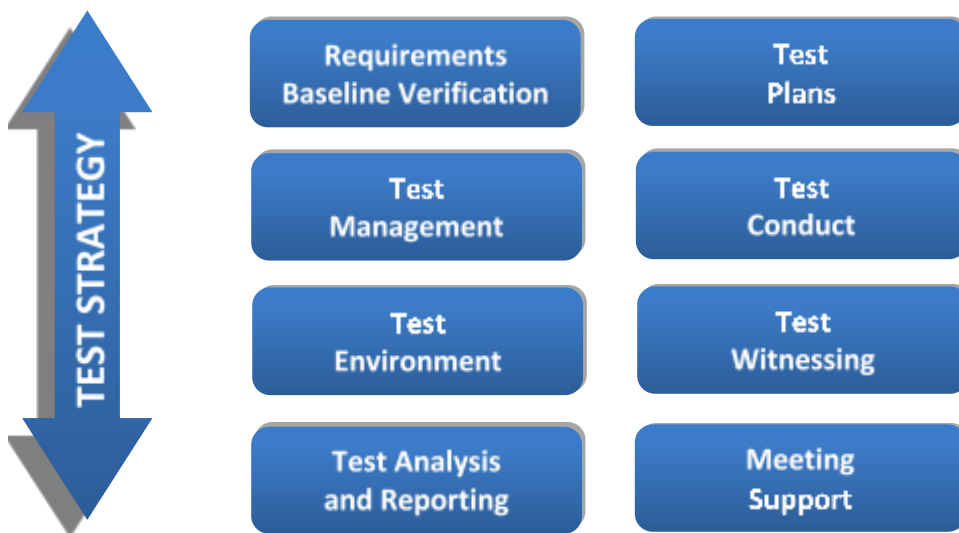 TEST STRATEGY
Requirements
Baseline Verification
Test
Plans
Test
Management
Test
Conduct
Test
Environment
Test
Witnessing
Test Analysis
and Reporting
Meeting
Support